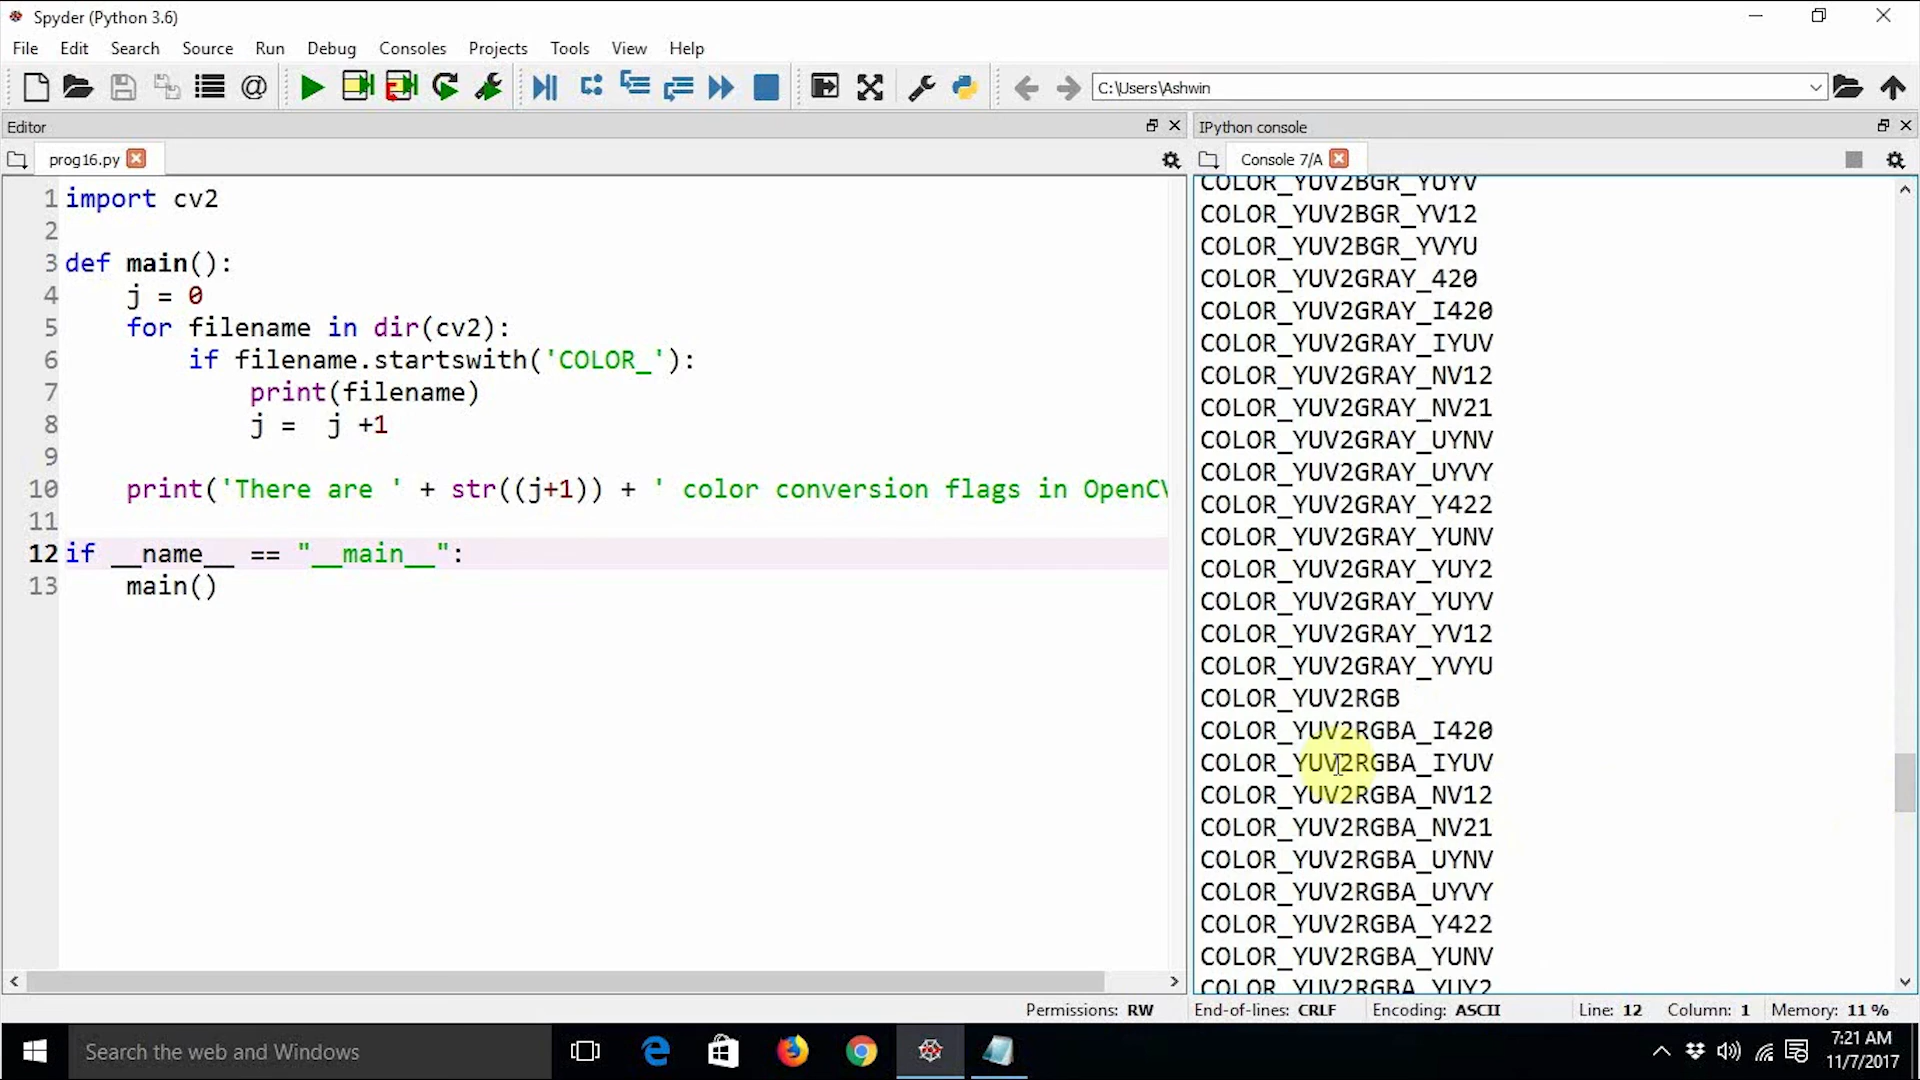 Spyder (Python 3.6)
File Edit Search Source Run Debug Consoles Projects Tools View Help
C:\Users\Ashwin
Editor
prog16.py
1 import cv2
2
3 def main():
4     j = 0
5     for filename in dir(cv2):
6         if filename.startswith('COLOR_'):
7             print(filename)
8             j =  j +1
9
10     print('There are ' + str((j+1)) + ' color conversion flags in OpenCV
11
12 if __name__ == "__main__":
13     main()
IPython console
Console 7/A
COLOR_YUV2BGR_YUYV
COLOR_YUV2BGR_YV12
COLOR_YUV2BGR_YVYU
COLOR_YUV2GRAY_420
COLOR_YUV2GRAY_I420
COLOR_YUV2GRAY_IYUV
COLOR_YUV2GRAY_NV12
COLOR_YUV2GRAY_NV21
COLOR_YUV2GRAY_UYNV
COLOR_YUV2GRAY_UYVY
COLOR_YUV2GRAY_Y422
COLOR_YUV2GRAY_YUNV
COLOR_YUV2GRAY_YUY2
COLOR_YUV2GRAY_YUYV
COLOR_YUV2GRAY_YV12
COLOR_YUV2GRAY_YVYU
COLOR_YUV2RGB
COLOR_YUV2RGBA_I420
COLOR_YUV2RGBA_IYUV
COLOR_YUV2RGBA_NV12
COLOR_YUV2RGBA_NV21
COLOR_YUV2RGBA_UYNV
COLOR_YUV2RGBA_UYVY
COLOR_YUV2RGBA_Y422
COLOR_YUV2RGBA_YUNV
COLOR_YUV2RGBA_YUY2
Permissions: RW End-of-lines: CRLF Encoding: ASCII Line: 12 Column: 1 Memory: 11 %
Search the web and Windows
7:21 AM
11/7/2017